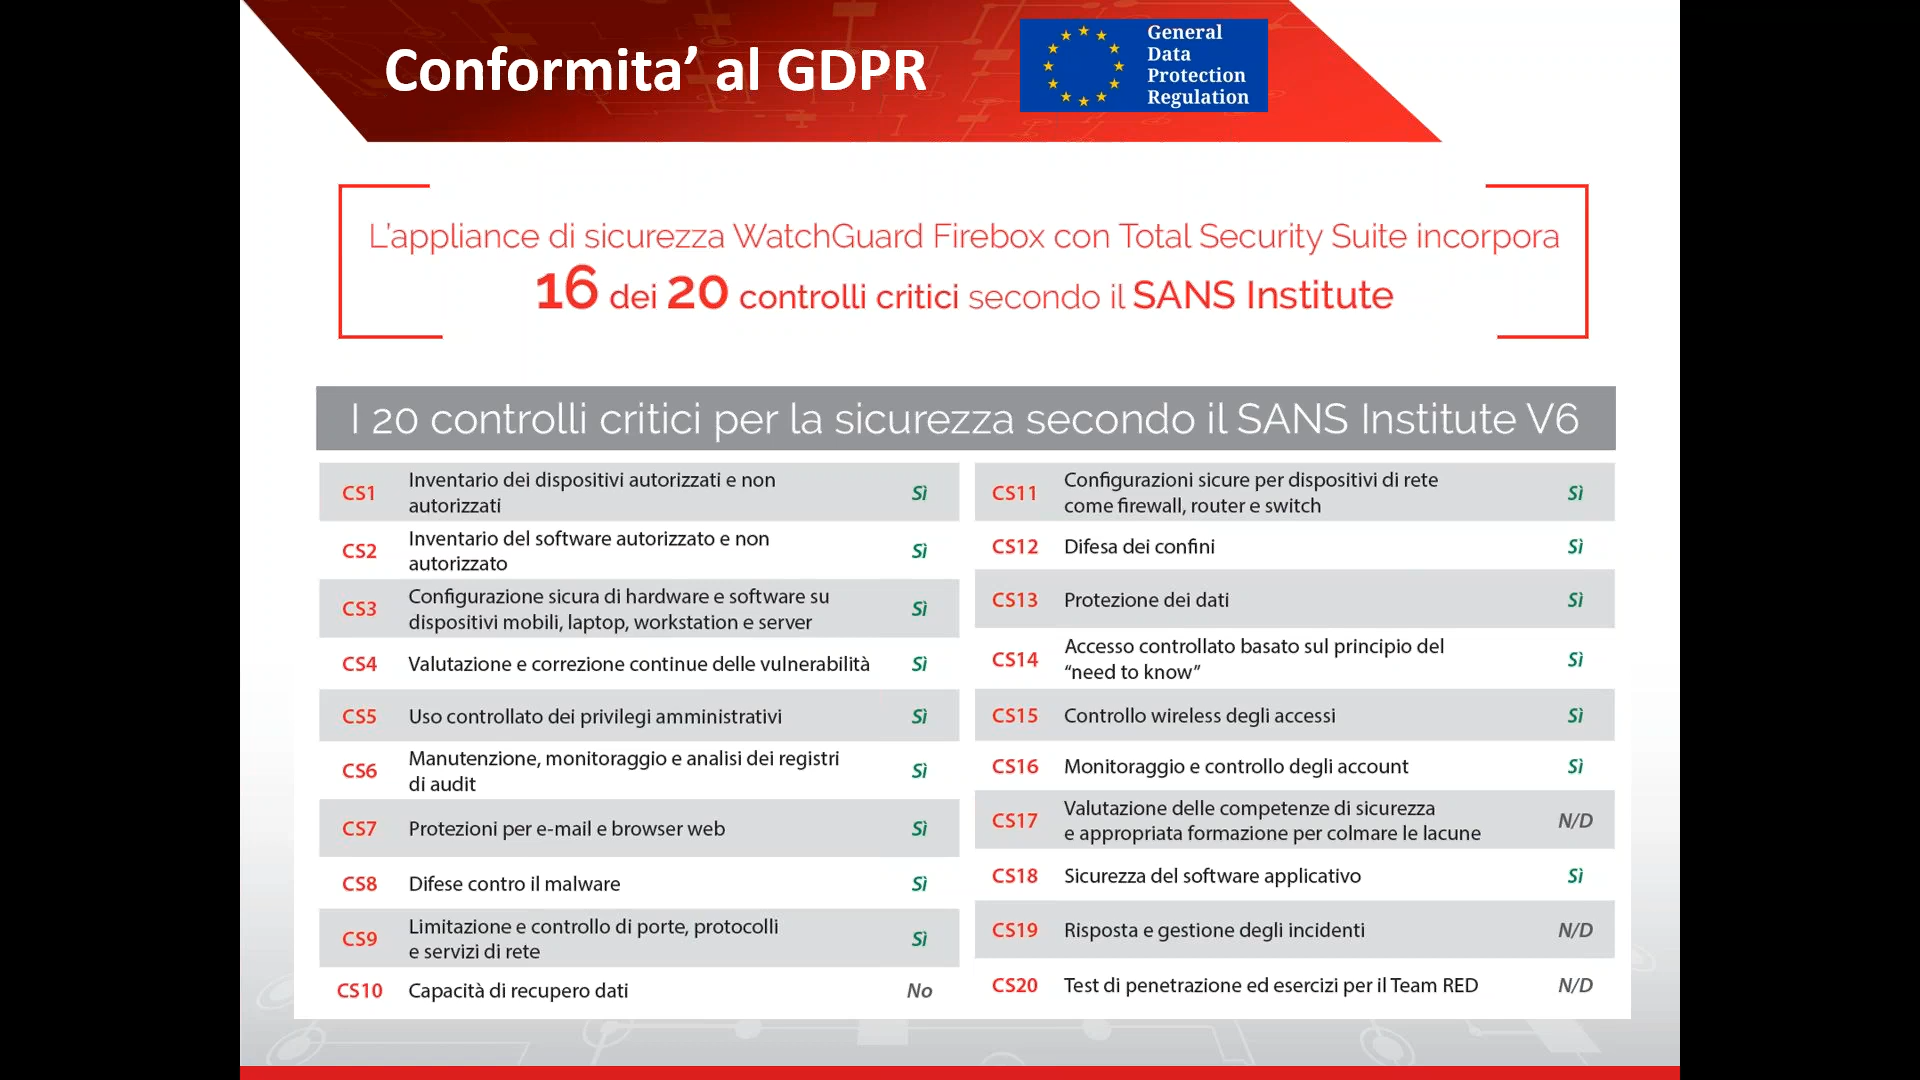 Conformita’ al GDPR
General
Data
Protection
Regulation
L’appliance di sicurezza WatchGuard Firebox con Total Security Suite incorpora
16 dei 20 controlli critici secondo il SANS Institute
I 20 controlli critici per la sicurezza secondo il SANS Institute V6
CS1 Inventario dei dispositivi autorizzati e non
autorizzati Sì
CS2 Inventario del software autorizzato e non
autorizzato Sì
CS3 Configurazione sicura di hardware e software su
dispositivi mobili, laptop, workstation e server Sì
CS4 Valutazione e correzione continue delle vulnerabilità Sì
CS5 Uso controllato dei privilegi amministrativi Sì
CS6 Manutenzione, monitoraggio e analisi dei registri
di audit Sì
CS7 Protezioni per e-mail e browser web Sì
CS8 Difese contro il malware Sì
CS9 Limitazione e controllo di porte, protocolli
e servizi di rete Sì
CS10 Capacità di recupero dati No
CS11 Configurazioni sicure per dispositivi di rete
come firewall, router e switch Sì
CS12 Difesa dei confini Sì
CS13 Protezione dei dati Sì
CS14 Accesso controllato basato sul principio del
“need to know” Sì
CS15 Controllo wireless degli accessi Sì
CS16 Monitoraggio e controllo degli account Sì
CS17 Valutazione delle competenze di sicurezza
e appropriata formazione per colmare le lacune N/D
CS18 Sicurezza del software applicativo Sì
CS19 Risposta e gestione degli incidenti N/D
CS20 Test di penetrazione ed esercizi per il Team RED N/D